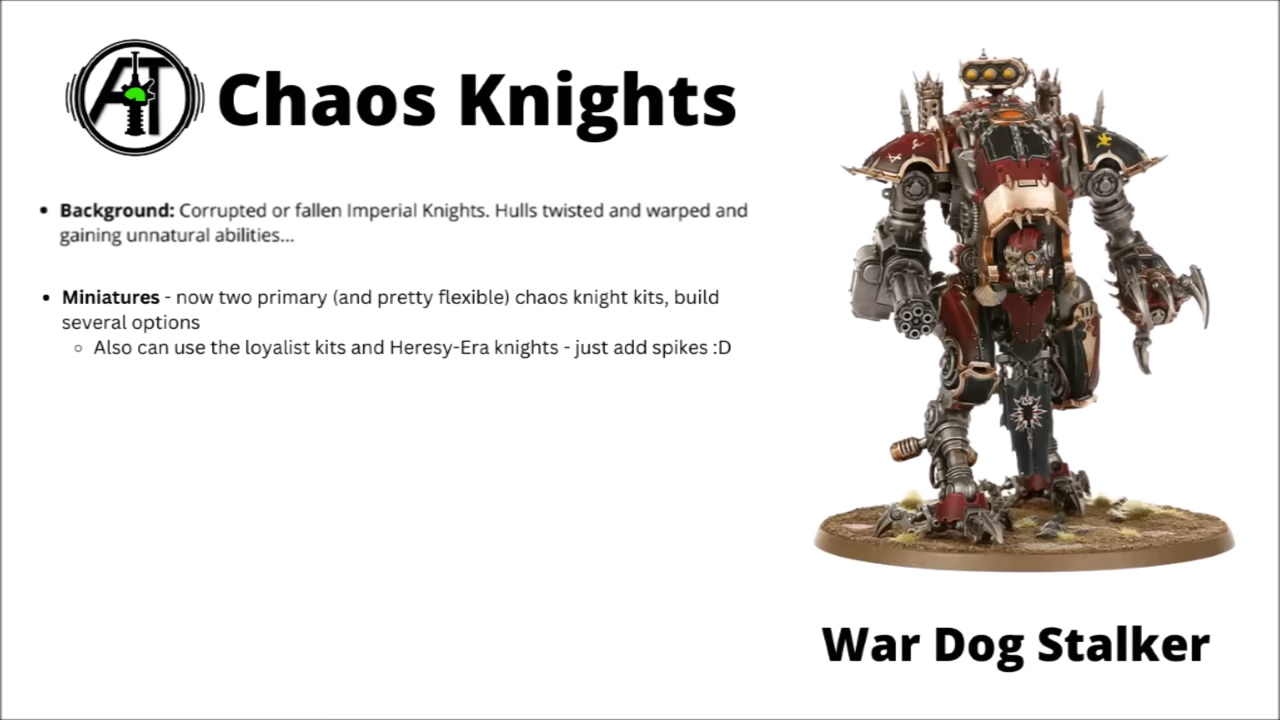 AT
Chaos Knights
• Background: Corrupted or fallen Imperial Knights. Hulls twisted and warped and
gaining unnatural abilities...
• Miniatures - now two primary (and pretty flexible) chaos knight kits, build
several options
○ Also can use the loyalist kits and Heresy-Era knights - just add spikes :D
War Dog Stalker